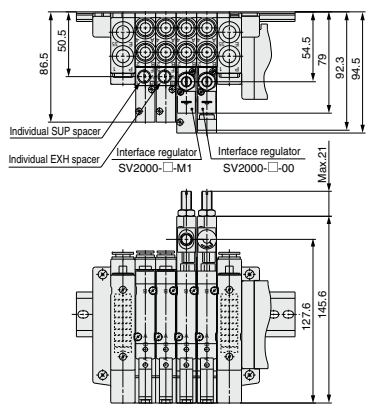 86.5
50.5
54.5
79
92.3
94.5
Individual SUP spacer
Individual EXH spacer
Interface regulator
SV2000-□-M1
Interface regulator
SV2000-□-00
Max.21
127.6
145.6